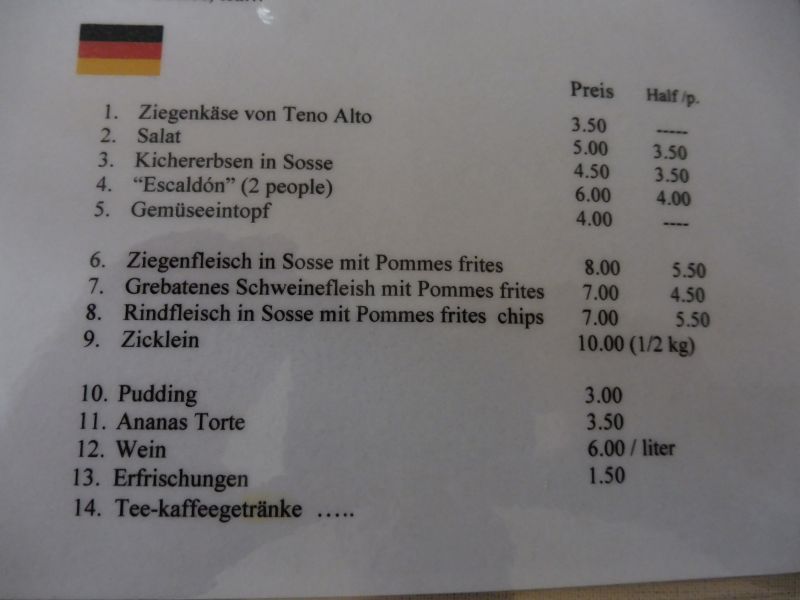 Preis Half /p.
1. Ziegenkäse von Teno Alto 3.50 -----
2. Salat 5.00 3.50
3. Kichererbsen in Sosse 4.50 3.50
4. “Escaldón” (2 people) 6.00 4.00
5. Gemüseeintopf 4.00 ----
6. Ziegenfleisch in Sosse mit Pommes frites 8.00 5.50
7. Grebatenes Schweinefleish mit Pommes frites 7.00 4.50
8. Rindfleisch in Sosse mit Pommes frites chips 7.00 5.50
9. Zicklein 10.00 (1/2 kg)
10. Pudding 3.00
11. Ananas Torte 3.50
12. Wein 6.00 / liter
13. Erfrischungen 1.50
14. Tee-kaffeegetränke …..